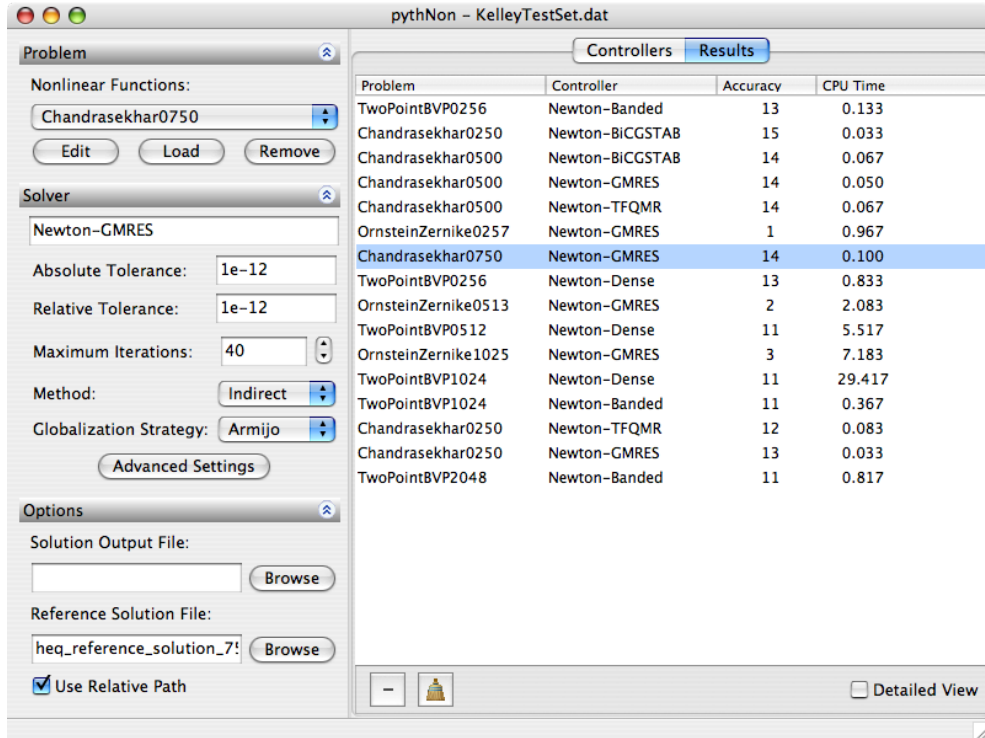 pythNon – KelleyTestSet.dat
Problem
Nonlinear Functions:
Chandrasekhar0750
Edit Load Remove
Solver
Newton-GMRES
Absolute Tolerance: 1e-12
Relative Tolerance: 1e-12
Maximum Iterations: 40
Method: Indirect
Globalization Strategy: Armijo
Advanced Settings
Options
Solution Output File:
Browse
Reference Solution File:
heq_reference_solution_75 Browse
Use Relative Path
Controllers Results
Problem Controller Accuracy CPU Time
TwoPointBVP0256 Newton-Banded 13 0.133
Chandrasekhar0250 Newton-BiCGSTAB 15 0.033
Chandrasekhar0500 Newton-BiCGSTAB 14 0.067
Chandrasekhar0500 Newton-GMRES 14 0.050
Chandrasekhar0500 Newton-TFQMR 14 0.067
OrnsteinZernike0257 Newton-GMRES 1 0.967
Chandrasekhar0750 Newton-GMRES 14 0.100
TwoPointBVP0256 Newton-Dense 13 0.833
OrnsteinZernike0513 Newton-GMRES 2 2.083
TwoPointBVP0512 Newton-Dense 11 5.517
OrnsteinZernike1025 Newton-GMRES 3 7.183
TwoPointBVP1024 Newton-Dense 11 29.417
TwoPointBVP1024 Newton-Banded 11 0.367
Chandrasekhar0250 Newton-TFQMR 12 0.083
Chandrasekhar0250 Newton-GMRES 13 0.033
TwoPointBVP2048 Newton-Banded 11 0.817
– Detailed View